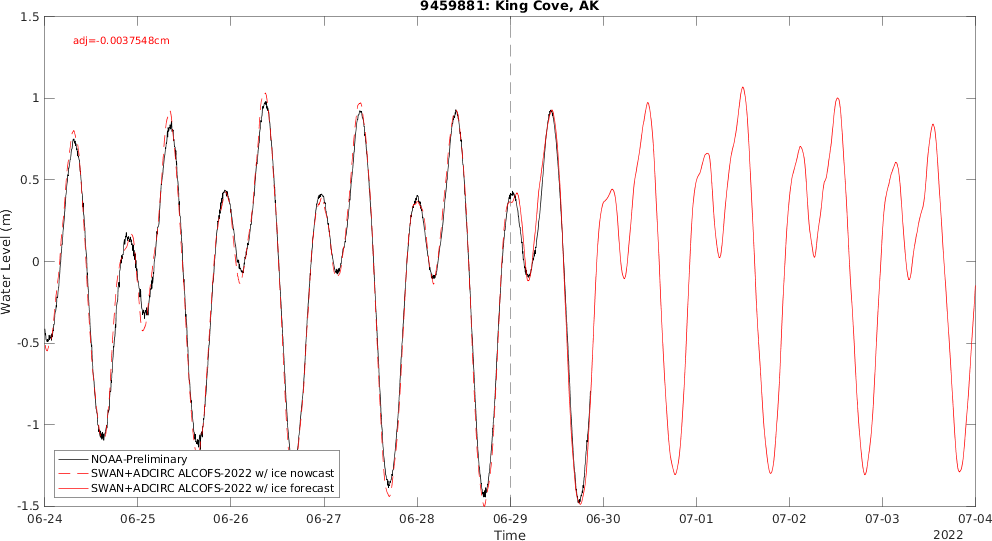 9459881: King Cove, AK
adj=-0.0037548cm
Water Level (m)
1.5
1
0.5
0
-0.5
-1
-1.5
NOAA-Preliminary
SWAN+ADCIRC ALCOFS-2022 w/ ice nowcast
SWAN+ADCIRC ALCOFS-2022 w/ ice forecast
06-24 06-25 06-26 06-27 06-28 06-29 06-30 07-01 07-02 07-03 07-04
Time
2022